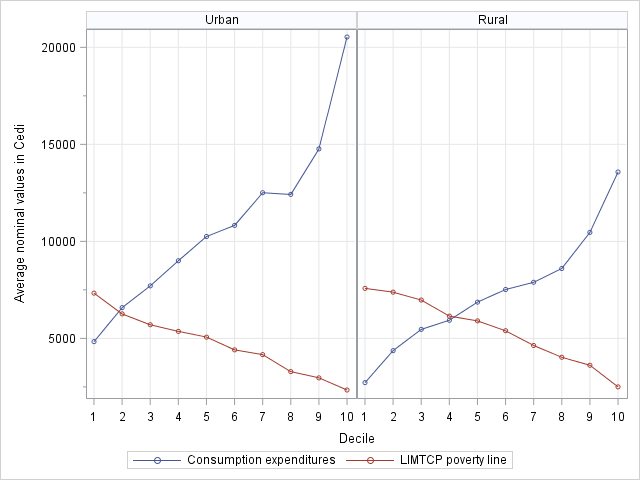 Urban Rural
20000
15000
10000
5000
Average nominal values in Cedi
1 2 3 4 5 6 7 8 9 10 1 2 3 4 5 6 7 8 9 10
Decile
Consumption expenditures LIMTCP poverty line